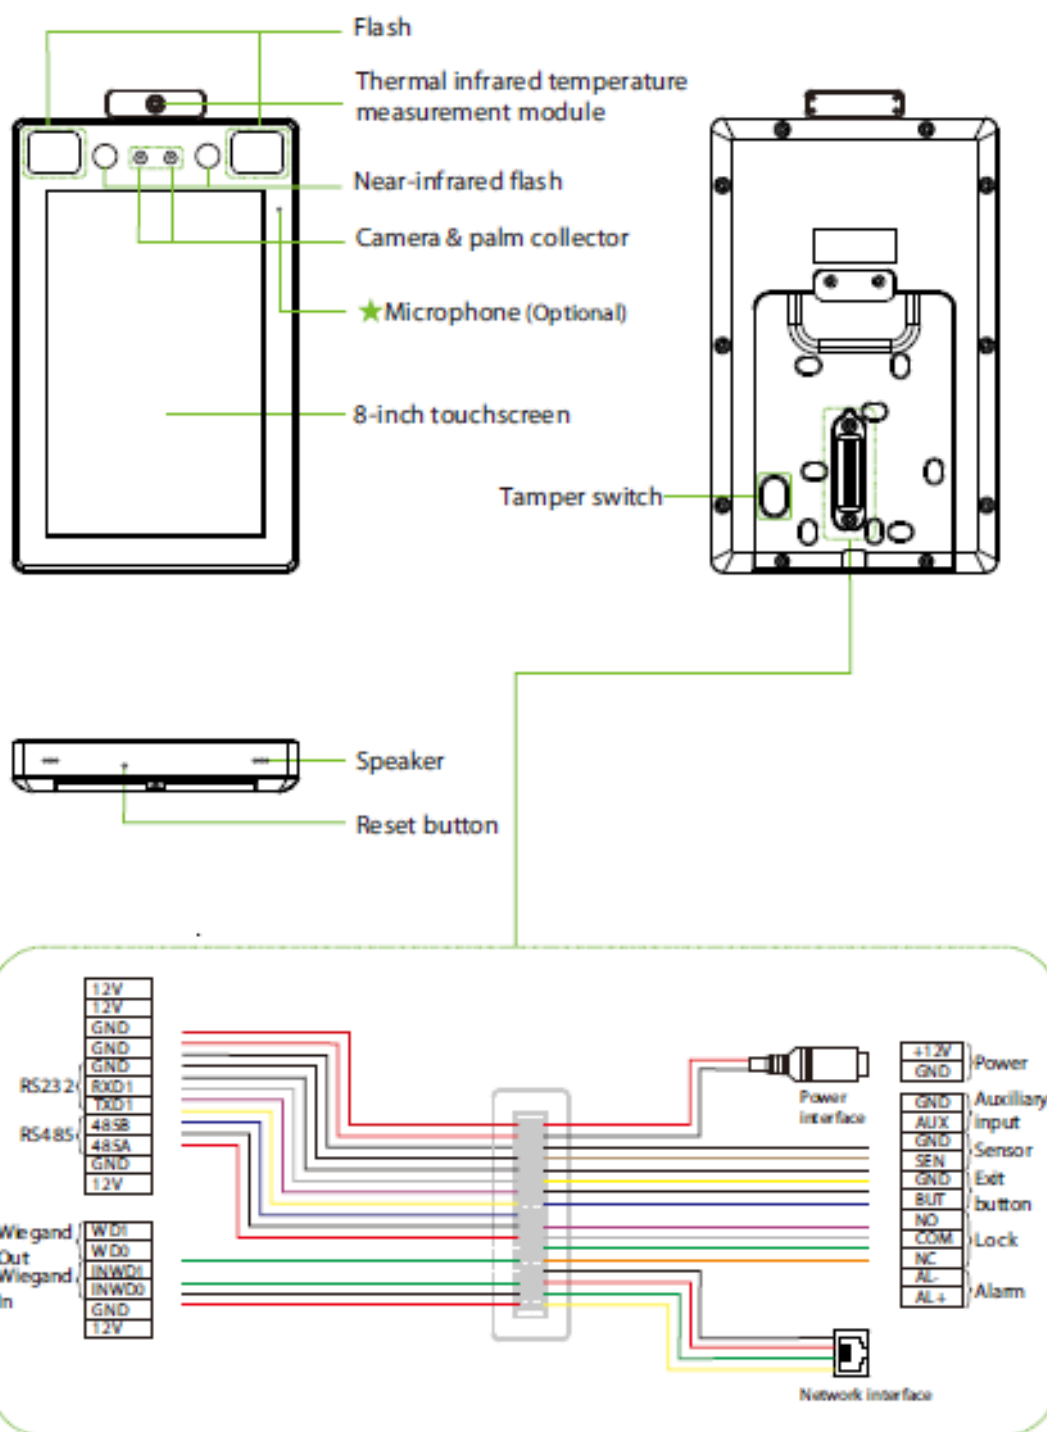 Flash
Thermal infrared temperature
measurement module
Near-infrared flash
Camera & palm collector
★Microphone (Optional)
8-inch touchscreen
Tamper switch
Speaker
Reset button
12V
12V
GND
GND
GND
RS232
RXD1
TXD1
RS485
485B
485A
GND
12V
Wiegand
Out
WD1
WD0
Wiegand
In
INWD1
INWD0
GND
12V
Power
interface
+12V
GND
Power
GND
AUX
Auxiliary
input
GND
SEN
Sensor
GND
BUT
Exit
button
NO
COM
NC
Lock
AL-
AL+
Alarm
Network interface